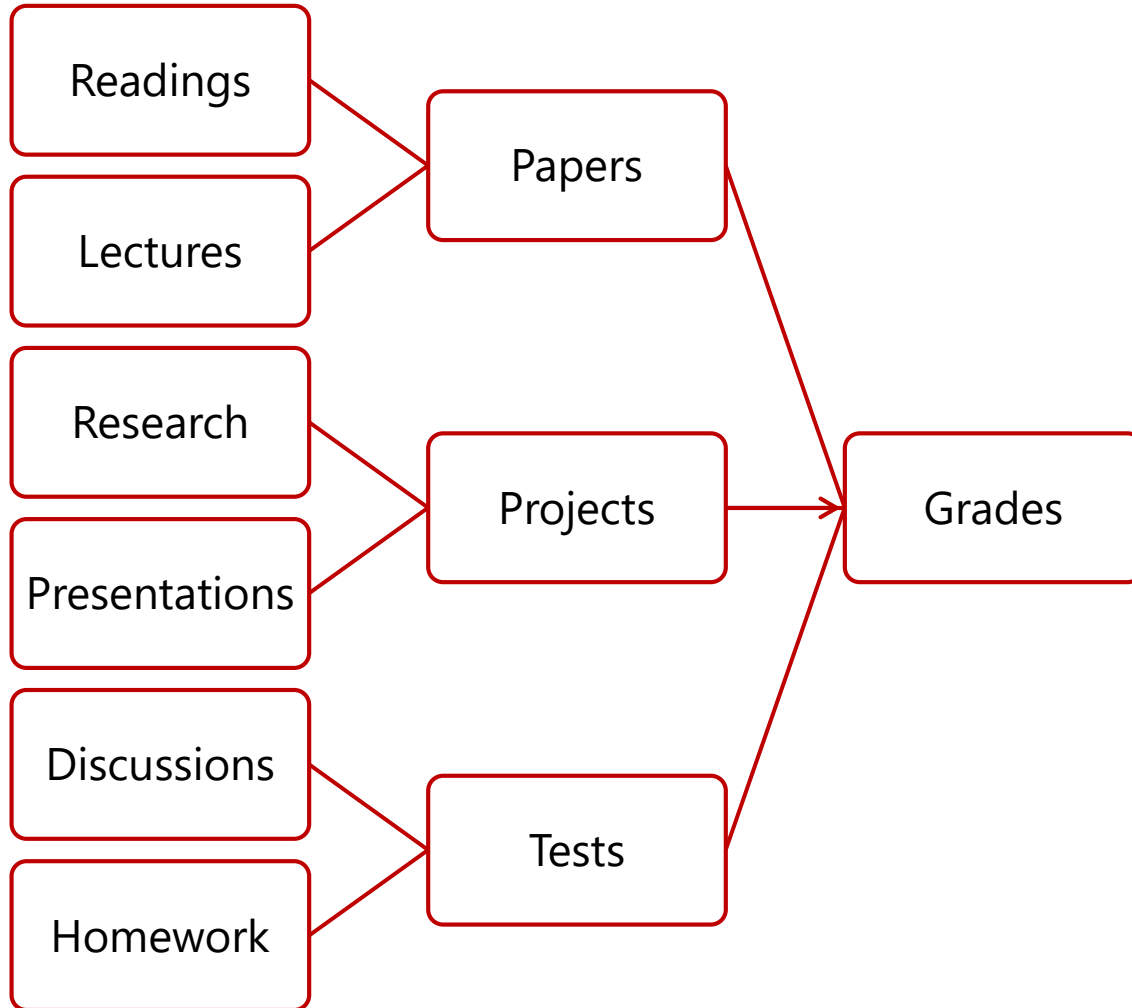 Readings
Lectures
Research
Presentations
Discussions
Homework
Papers
Projects
Tests
Grades